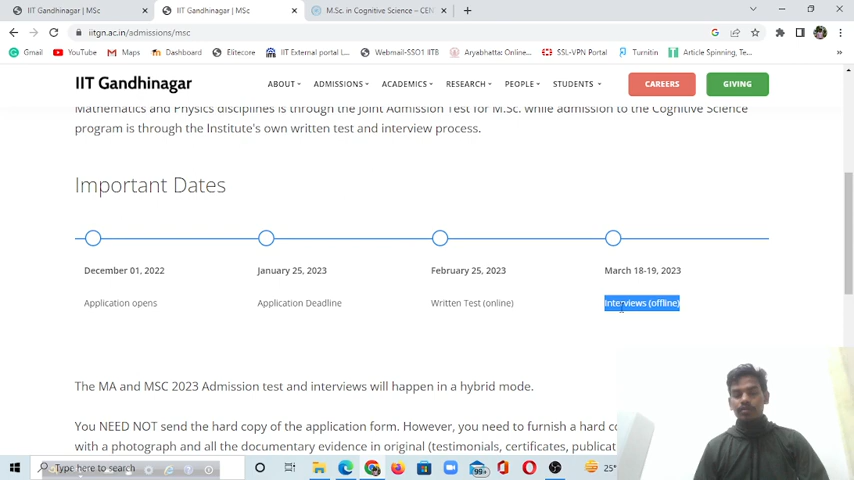 IIT Gandhinagar | MSc
IIT Gandhinagar | MSc
M.Sc. in Cognitive Science – CEN
iitgn.ac.in/admissions/msc
Gmail
YouTube
Maps
Dashboard
Elitecore
IIT External portal I...
Webmail-SSO1 IITB
Aryabhatta: Online...
SSL-VPN Portal
Turnitin
Article Spinning, Te...
IIT Gandhinagar
ABOUT
ADMISSIONS
ACADEMICS
RESEARCH
PEOPLE
STUDENTS
CAREERS
GIVING
Mathematics and Physics disciplines is through the Joint Admission Test for M.Sc. while admission to the Cognitive Science
program is through the Institute's own written test and interview process.
Important Dates
December 01, 2022
January 25, 2023
February 25, 2023
March 18-19, 2023
Application opens
Application Deadline
Written Test (online)
Interviews (offline)
The MA and MSC 2023 Admission test and interviews will happen in a hybrid mode.
You NEED NOT send the hard copy of the application form. However, you need to furnish a hard co
with a photograph and all the documentary evidence in original (testimonials, certificates, publicat
Type here to search
99+
25°